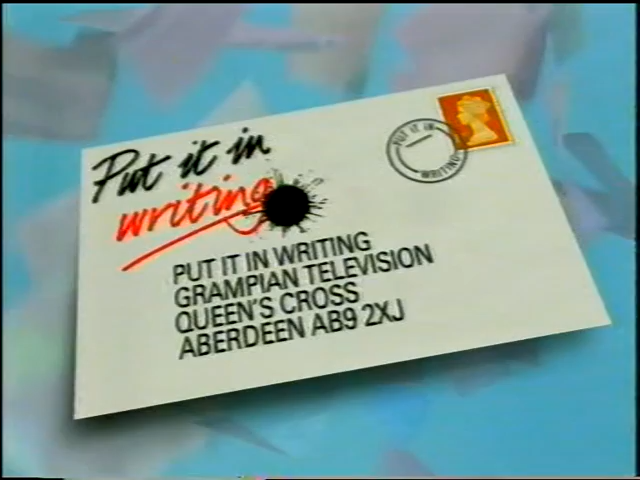 Put it in
writing
PUT IT IN
WRITING
PUT IT IN WRITING
GRAMPIAN TELEVISION
QUEEN'S CROSS
ABERDEEN AB9 2XJ